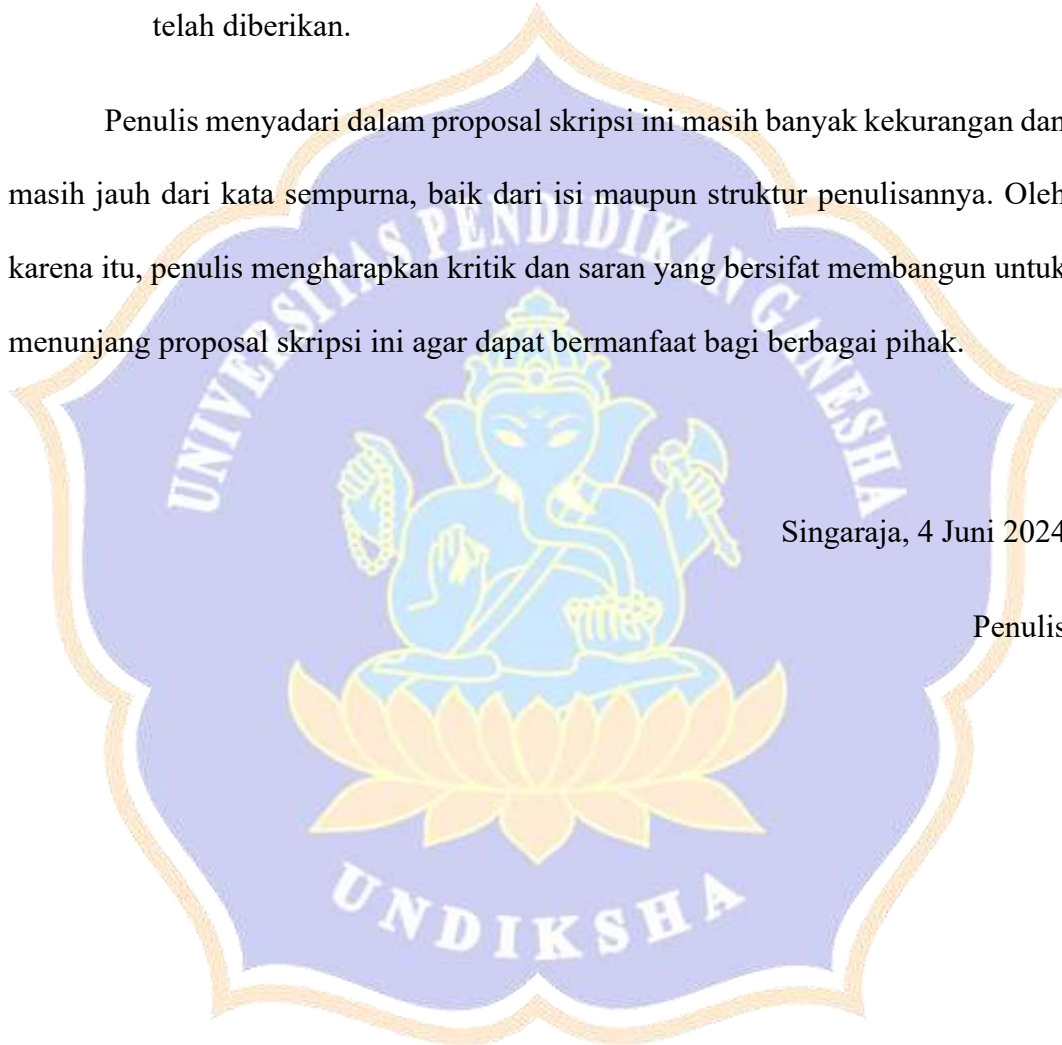 telah diberikan.
Penulis menyadari dalam proposal skripsi ini masih banyak kekurangan dan
masih jauh dari kata sempurna, baik dari isi maupun struktur penulisannya. Oleh
karena itu, penulis mengharapkan kritik dan saran yang bersifat membangun untuk
menunjang proposal skripsi ini agar dapat bermanfaat bagi berbagai pihak.
UNIVERSITAS PENDIDIKAN GANESHA
Singaraja, 4 Juni 2024
Penulis
UNDIKSHA